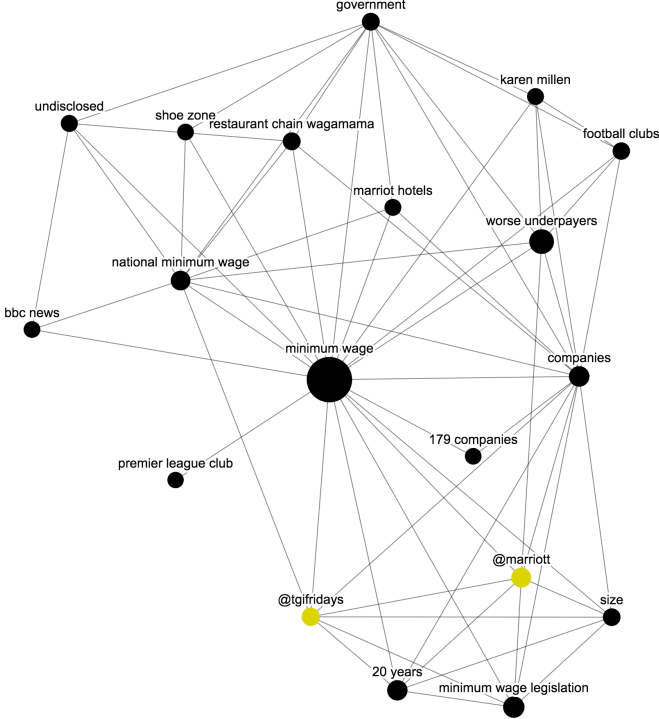 government
karen millen
undisclosed
shoe zone
restaurant chain wagamama
football clubs
marriot hotels
worse underpayers
national minimum wage
bbc news
minimum wage
companies
179 companies
premier league club
@marriott
@tgifridays
size
20 years
minimum wage legislation